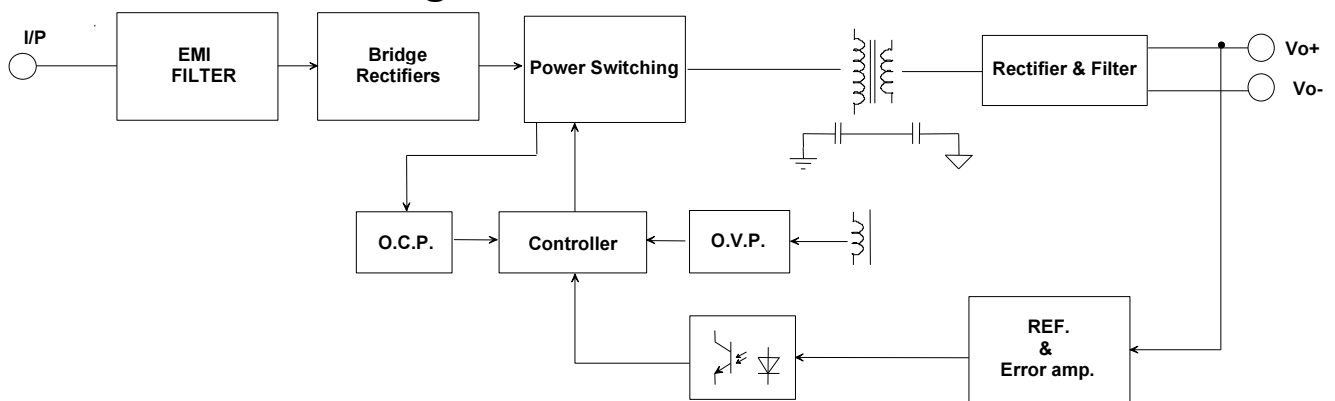 I/P
EMI
FILTER
Bridge
Rectifiers
Power Switching
Rectifier & Filter
Vo+
Vo-
O.C.P.
Controller
O.V.P.
REF.
&
Error amp.